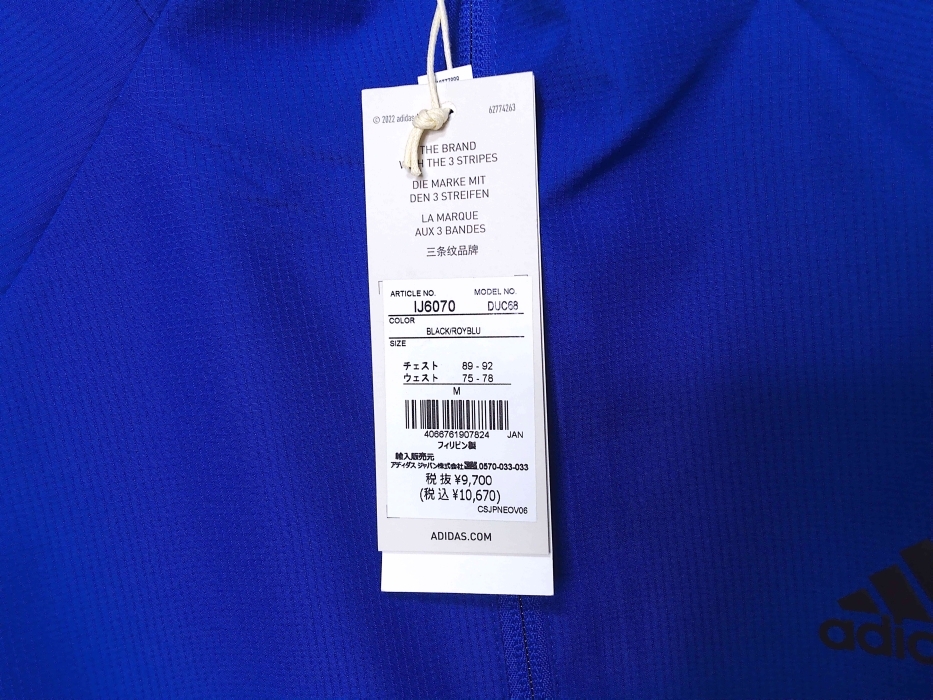 © 2022 adidas
62774263
THE BRAND
WITH THE 3 STRIPES
DIE MARKE MIT
DEN 3 STREIFEN
LA MARQUE
AUX 3 BANDES
三条纹品牌
ARTICLE NO. MODEL NO.
IJ6070 DUC68
COLOR
BLACK/ROYBLU
SIZE
チェスト 89 - 92
ウェスト 75 - 78
M
4066761907824 JAN
フィリピン製
輸入販売元
アディダス ジャパン株式会社 0570-033-033
税抜 ¥9,700
(税込 ¥10,670)
CSJPNEOV06
ADIDAS.COM
adid